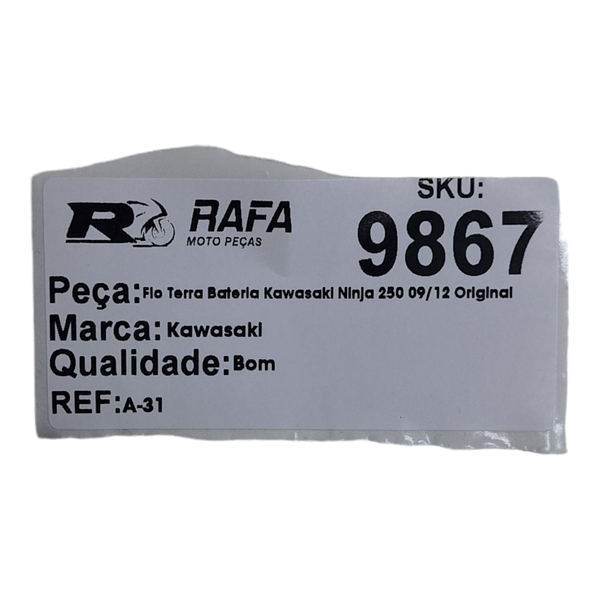 R RAFA
MOTO PEÇAS
SKU:
9867
Peça:Fio Terra Bateria Kawasaki Ninja 250 09/12 Original
Marca:Kawasaki
Qualidade:Bom
REF:A-31